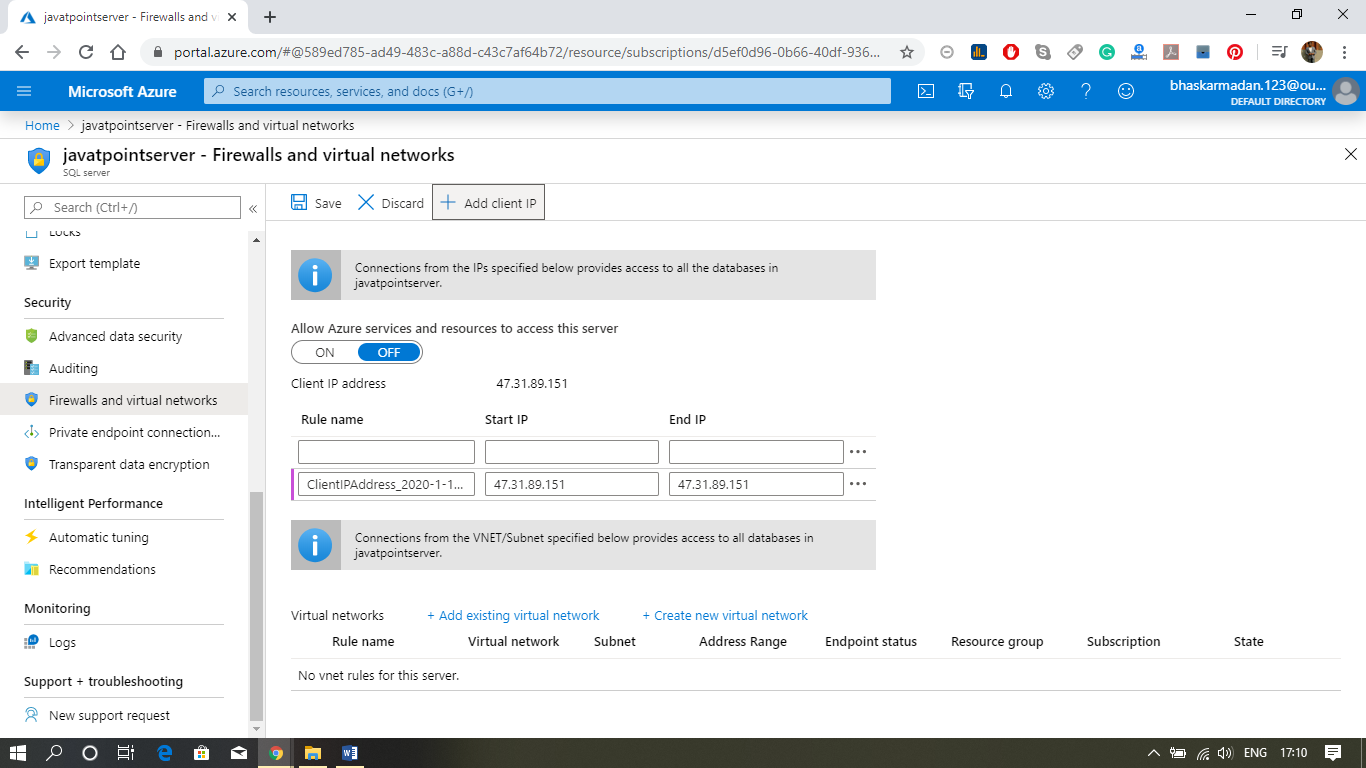 javatpointserver - Firewalls and vi
portal.azure.com/#@589ed785-ad49-483c-a88d-c43c7af64b72/resource/subscriptions/d5ef0d96-0b66-40df-936...
Microsoft Azure
Search resources, services, and docs (G+/)
bhaskarmadan.123@ou...
DEFAULT DIRECTORY
Home > javatpointserver - Firewalls and virtual networks
javatpointserver - Firewalls and virtual networks
SQL server
Search (Ctrl+/)
«
Save
Discard
Add client IP
Locks
Export template
Security
Advanced data security
Auditing
Firewalls and virtual networks
Private endpoint connection...
Transparent data encryption
Intelligent Performance
Automatic tuning
Recommendations
Monitoring
Logs
Support + troubleshooting
New support request
Connections from the IPs specified below provides access to all the databases in
javatpointserver.
Allow Azure services and resources to access this server
ON OFF
Client IP address 47.31.89.151
Rule name Start IP End IP
ClientIPAddress_2020-1-1... 47.31.89.151 47.31.89.151
Connections from the VNET/Subnet specified below provides access to all databases in
javatpointserver.
Virtual networks + Add existing virtual network + Create new virtual network
Rule name Virtual network Subnet Address Range Endpoint status Resource group Subscription State
No vnet rules for this server.
ENG 17:10